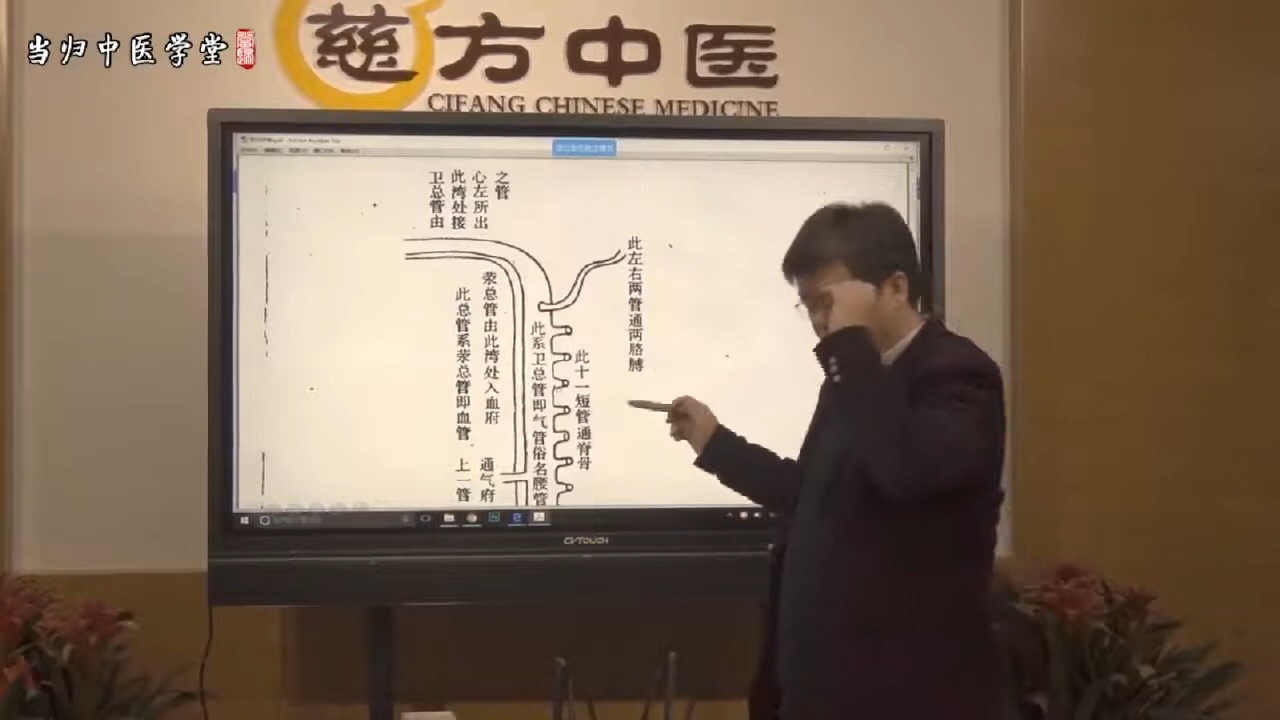 当归中医学堂
慈方中医
CIFANG CHINESE MEDICINE
之管
心左所出
此湾处接
卫总管由
此左右两管通两胳膊
荥总管由此湾处入血府
此总管系荥总管即血管
此系卫总管即气管俗名腰管
此十一短管通脊骨
通气府
上一管
CVTOUCH